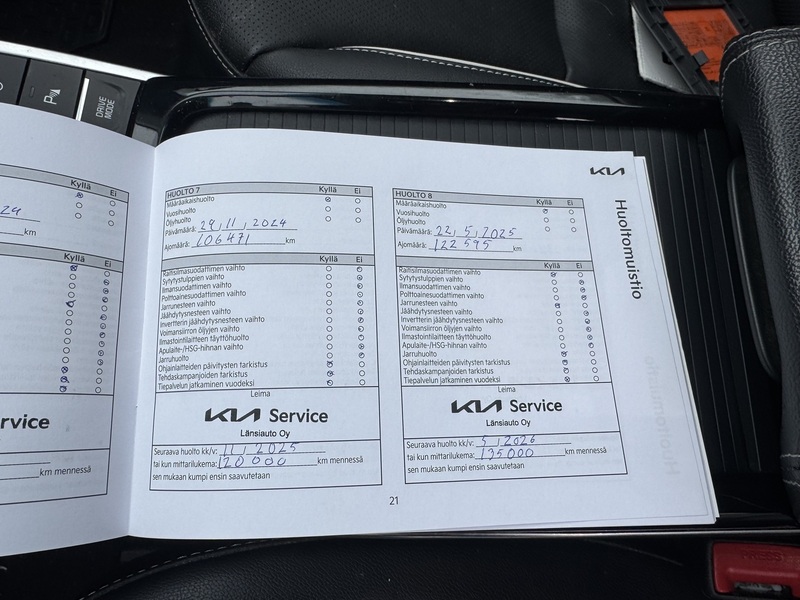 DRIVE MODE
KIA
Huoltomuistio
Kyllä Ei
km
Kyllä Ei
Service
HUOLTO 7 Kyllä Ei
Määräaikaishuolto
Vuosihuolto
Öljyhuolto
Päivämäärä: 29, 11, 2024
Ajomäärä: 106471 km
Kyllä Ei
Raitisilmasuodattimen vaihto
Sytytystulppien vaihto
Ilmansuodattimen vaihto
Polttoainesuodattimen vaihto
Jarrunesteen vaihto
Jäähdytysnesteen vaihto
Invertterin jäähdytysnesteen vaihto
Voimansiirron öljyjen vaihto
Ilmastointilaitteen täyttöhuolto
Apulaite-/HSG-hihnan vaihto
Jarruhuolto
Ohjainlaitteiden päivitysten tarkistus
Tehdaskampanjoiden tarkistus
Tiepalvelun jatkaminen vuodeksi
Leima
KIA Service
Länsiauto Oy
Seuraava huolto kk/v: 11, 2025
tai kun mittarilukema: 120000 km mennessä
sen mukaan kumpi ensin saavutetaan
HUOLTO 8 Kyllä Ei
Määräaikaishuolto
Vuosihuolto
Öljyhuolto
Päivämäärä: 22, 5, 2025
Ajomäärä: 122595 km
Kyllä Ei
Raitisilmasuodattimen vaihto
Sytytystulppien vaihto
Ilmansuodattimen vaihto
Polttoainesuodattimen vaihto
Jarrunesteen vaihto
Jäähdytysnesteen vaihto
Invertterin jäähdytysnesteen vaihto
Voimansiirron öljyjen vaihto
Ilmastointilaitteen täyttöhuolto
Apulaite-/HSG-hihnan vaihto
Jarruhuolto
Ohjainlaitteiden päivitysten tarkistus
Tehdaskampanjoiden tarkistus
Tiepalvelun jatkaminen vuodeksi
Leima
KIA Service
Länsiauto Oy
Seuraava huolto kk/v: 5, 2026
tai kun mittarilukema: 135000 km mennessä
sen mukaan kumpi ensin saavutetaan
21